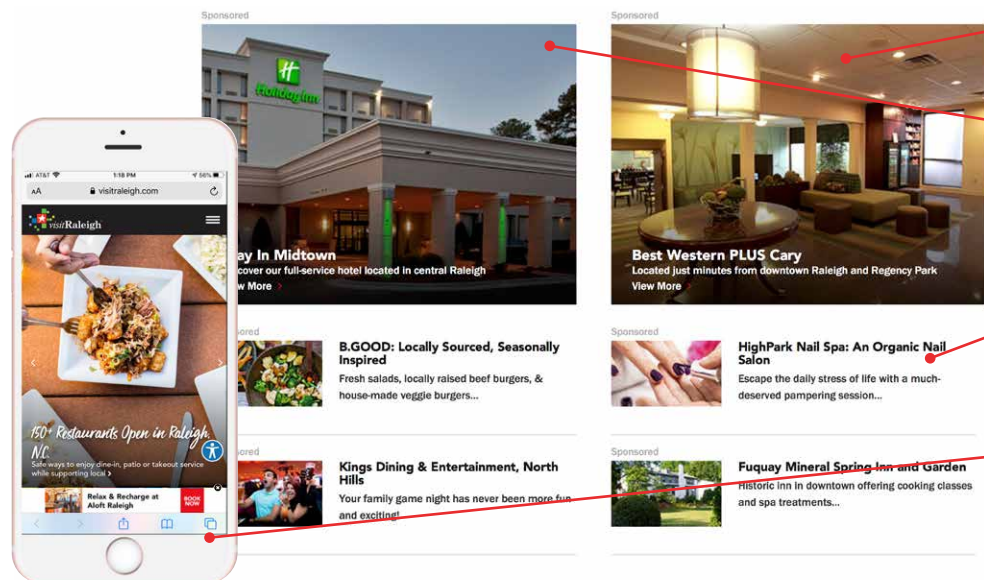 Sponsored
Sponsored
Holiday Inn
ay In Midtown
cover our full-service hotel located in central Raleigh
w More
Best Western PLUS Cary
Located just minutes from downtown Raleigh and Regency Park
View More
AT&T
1:18 PM
56%
AA
visitraleigh.com
visitRaleigh
150+ Restaurants Open in Raleigh,
N.C.
Safe ways to enjoy dine-in, patio or takeout service
while supporting local
Relax & Recharge at
Aloft Raleigh
BOOK
NOW
sored
B.GOOD: Locally Sourced, Seasonally
Inspired
Fresh salads, locally raised beef burgers, &
house-made veggie burgers...
Sponsored
HighPark Nail Spa: An Organic Nail
Salon
Escape the daily stress of life with a much-
deserved pampering session...
sored
Kings Dining & Entertainment, North
Hills
Your family game night has never been more fun
and exciting!
Sponsored
Fuquay Mineral Spring Inn and Garden
Historic inn in downtown offering cooking classes
and spa treatments...